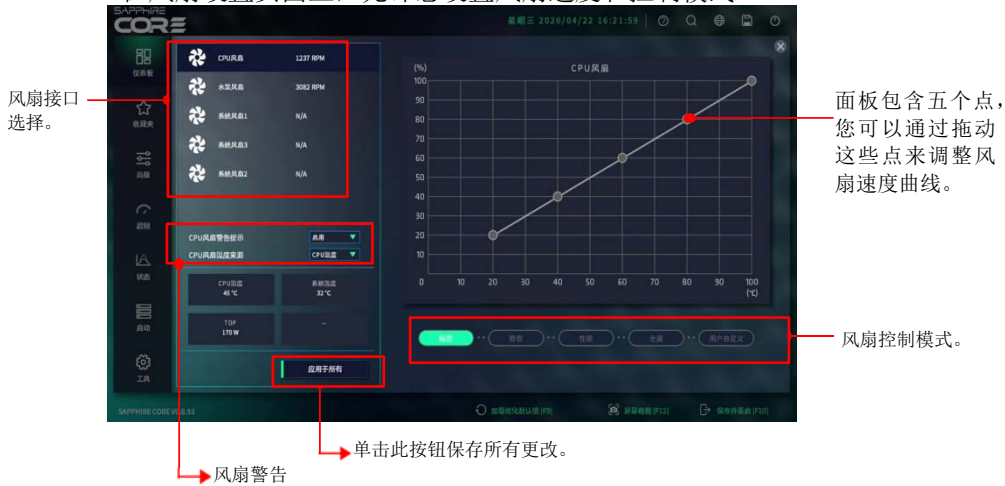 SAPPHIRE
CORE
星期三 2026/04/22 16:21:59
仪表板
收藏夹
高级
超频
状态
启动
工具
CPU风扇 1237 RPM
水泵风扇 3082 RPM
系统风扇1 N/A
系统风扇3 N/A
系统风扇2 N/A
CPU风扇警告提示 启用
CPU风扇温度来源 CPU温度
CPU温度
45 °C
系统温度
32 °C
TDP
170 W
--
应用于所有
CPU风扇
(%)
100
90
80
70
60
50
40
30
20
10
0 10 20 30 40 50 60 70 80 90 100
(°C)
静音
性能
全速
用户自定义
SAPPHIRE CORE V0.8.93
加载优化默认值 [F9]
屏幕截图 [F12]
保存并重启 [F10]
风扇接口
选择。
面板包含五个点，
您可以通过拖动
这些点来调整风
扇速度曲线。
风扇控制模式。
单击此按钮保存所有更改。
风扇警告